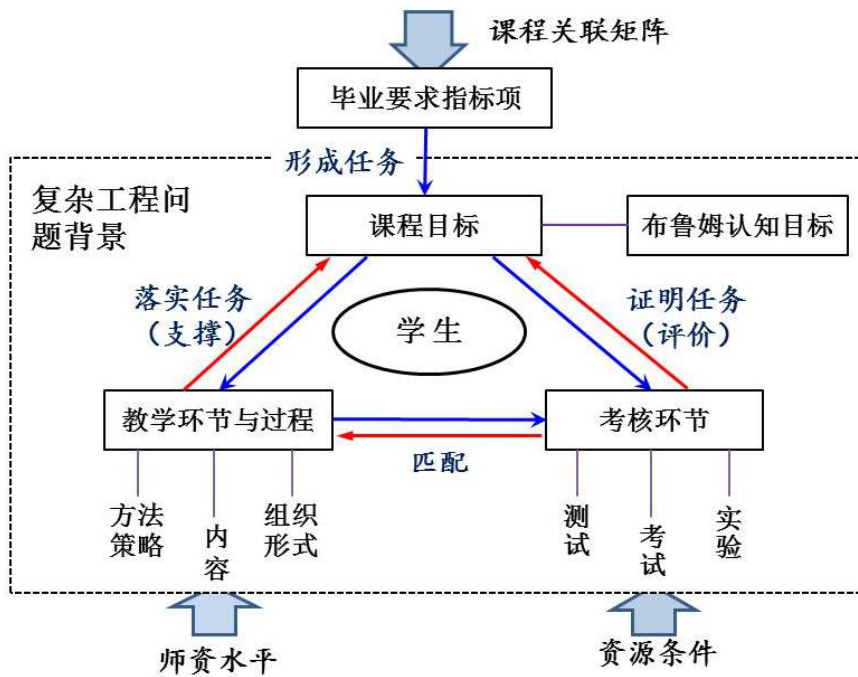 课程关联矩阵
毕业要求指标项
形成任务
复杂工程问
题背景
课程目标
布鲁姆认知目标
落实任务
（支撑）
学生
证明任务
（评价）
教学环节与过程
考核环节
匹配
方法
策略
内
容
组织
形式
测
试
考
试
实
验
师资水平
资源条件